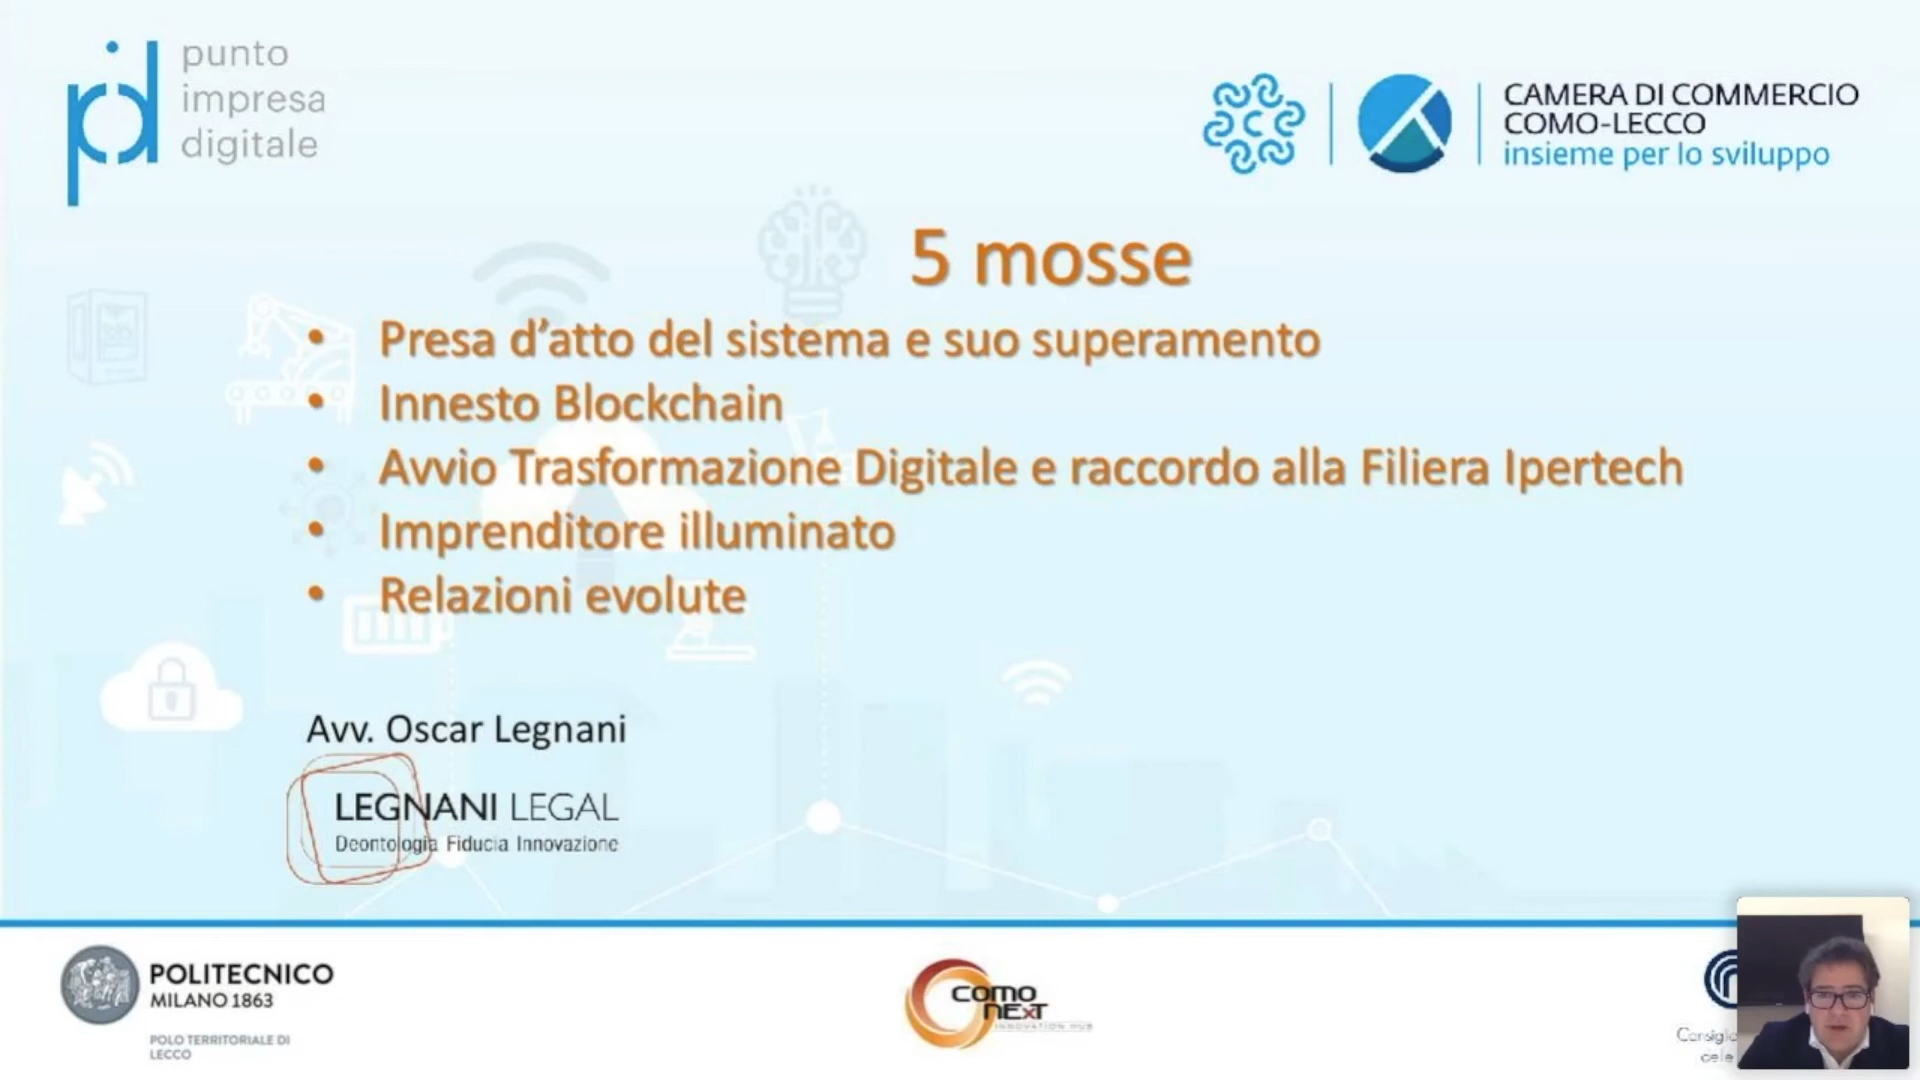 punto
impresa
digitale
CAMERA DI COMMERCIO
COMO-LECCO
insieme per lo sviluppo
5 mosse
• Presa d’atto del sistema e suo superamento
• Innesto Blockchain
• Avvio Trasformazione Digitale e raccordo alla Filiera Ipertech
• Imprenditore illuminato
• Relazioni evolute
Avv. Oscar Legnani
LEGNANI LEGAL
Deontologia Fiducia Innovazione
POLITECNICO
MILANO 1863
POLO TERRITORIALE DI
LECCO
COMO
NExT
INNOVATION HUB